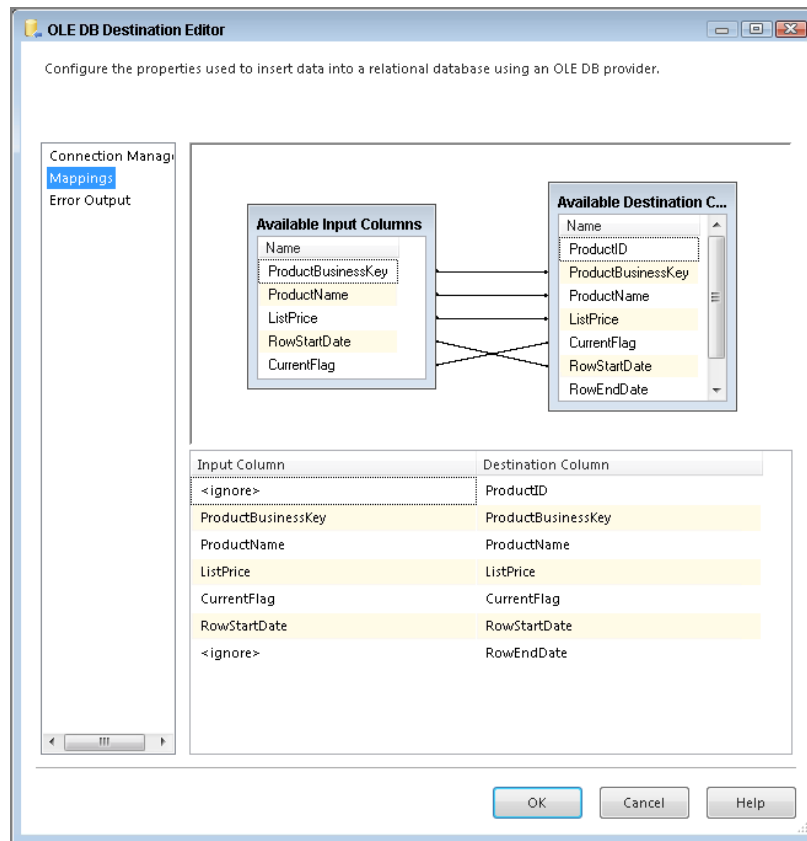 OLE DB Destination Editor
Configure the properties used to insert data into a relational database using an OLE DB provider.
Connection Manag
Mappings
Error Output
Available Input Columns
Name
ProductBusinessKey
ProductName
ListPrice
RowStartDate
CurrentFlag
Available Destination C...
Name
ProductID
ProductBusinessKey
ProductName
ListPrice
CurrentFlag
RowStartDate
RowEndDate
Input Column Destination Column
<ignore> ProductID
ProductBusinessKey ProductBusinessKey
ProductName ProductName
ListPrice ListPrice
CurrentFlag CurrentFlag
RowStartDate RowStartDate
<ignore> RowEndDate
OK Cancel Help